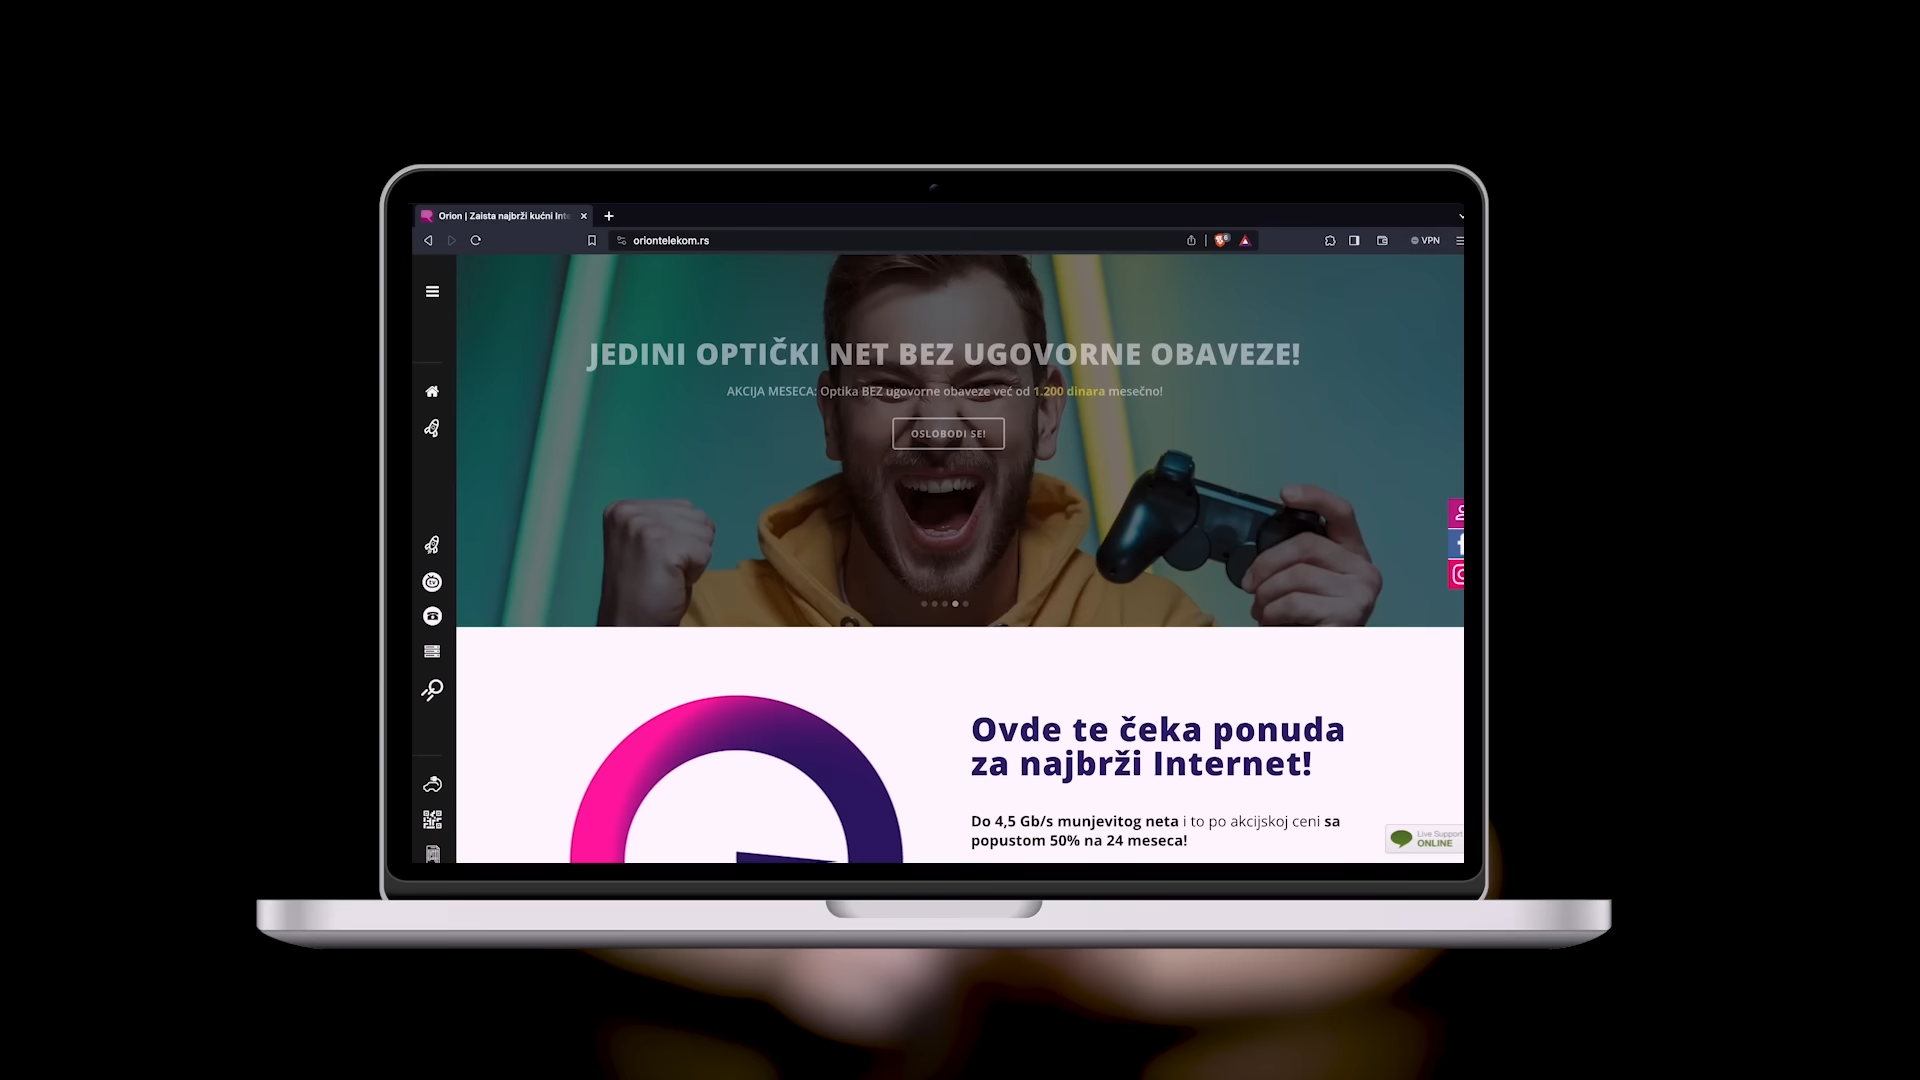 Orion | Zaista najbrži kućni Inte
oriontelekom.rs
VPN
JEDINI OPTIČKI NET BEZ UGOVORNE OBAVEZE!
AKCIJA MESECA: Optika BEZ ugovorne obaveze već od 1.200 dinara mesečno!
OSLOBODI SE!
Ovde te čeka ponuda
za najbrži Internet!
Do 4,5 Gb/s munjevitog neta i to po akcijskoj ceni sa
popustom 50% na 24 meseca!
Live Support
ONLINE